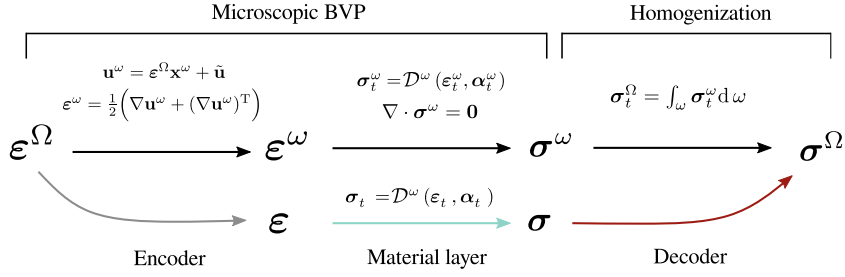 Microscopic BVP Homogenization
𝐮^ω = 𝜺^Ω 𝐱^ω + ũ
𝜺^ω = 1/2 (∇𝐮^ω + (∇𝐮^ω)^T)
𝝈_t^ω = 𝒟^ω (𝜺_t^ω, 𝜶_t^ω)
∇ · 𝝈^ω = 𝟎
𝝈_t^Ω = ∫_ω 𝝈_t^ω d ω
𝜺^Ω 𝜺^ω 𝝈^ω 𝝈^Ω
𝝈_t = 𝒟^ω (𝜺_t, 𝜶_t)
𝜺 𝝈
Encoder Material layer Decoder